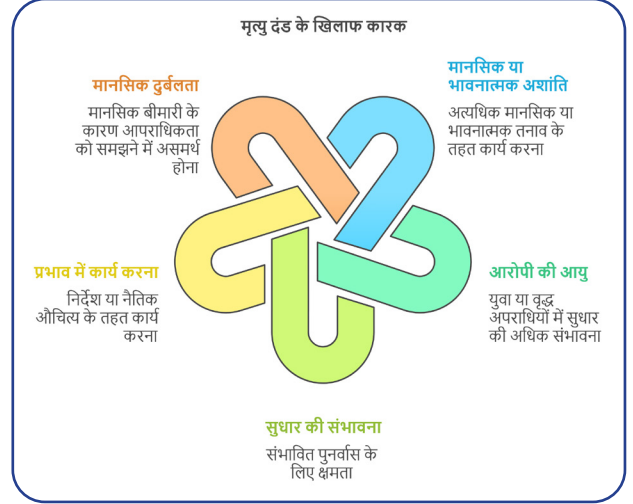 मृत्यु दंड के खिलाफ कारक
मानसिक दुर्बलता
मानसिक बीमारी के
कारण आपराधिकता
को समझने में असमर्थ
होना
मानसिक या
भावनात्मक अशांति
अत्यधिक मानसिक या
भावनात्मक तनाव के
तहत कार्य करना
प्रभाव में कार्य करना
निर्देश या नैतिक
औचित्य के तहत कार्य
करना
आरोपी की आयु
युवा या वृद्ध
अपराधियों में सुधार
की अधिक संभावना
सुधार की संभावना
संभावित पुनर्वास के
लिए क्षमता